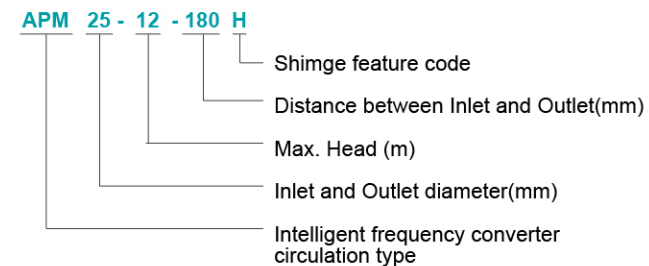 APM 25 - 12 - 180 H
Shimge feature code
Distance between Inlet and Outlet(mm)
Max. Head (m)
Inlet and Outlet diameter(mm)
Intelligent frequency converter
circulation type